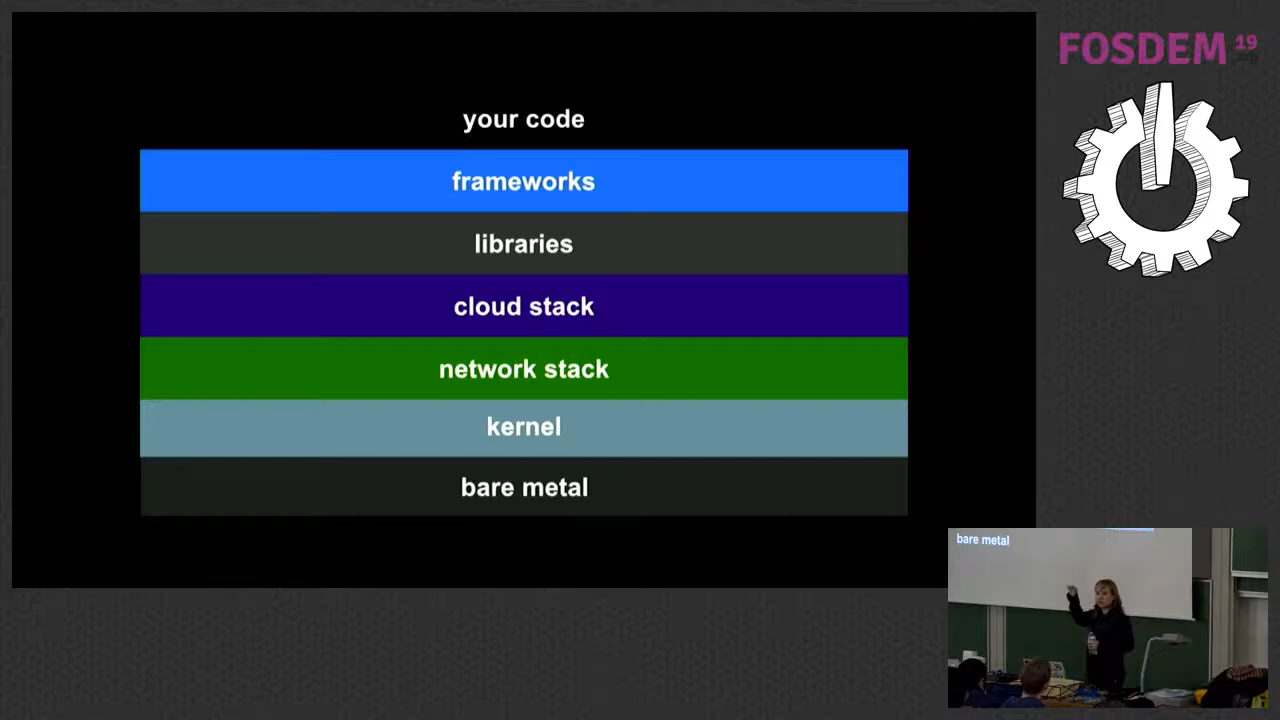 your code
frameworks
libraries
cloud stack
network stack
kernel
bare metal
FOSDEM 19
bare metal